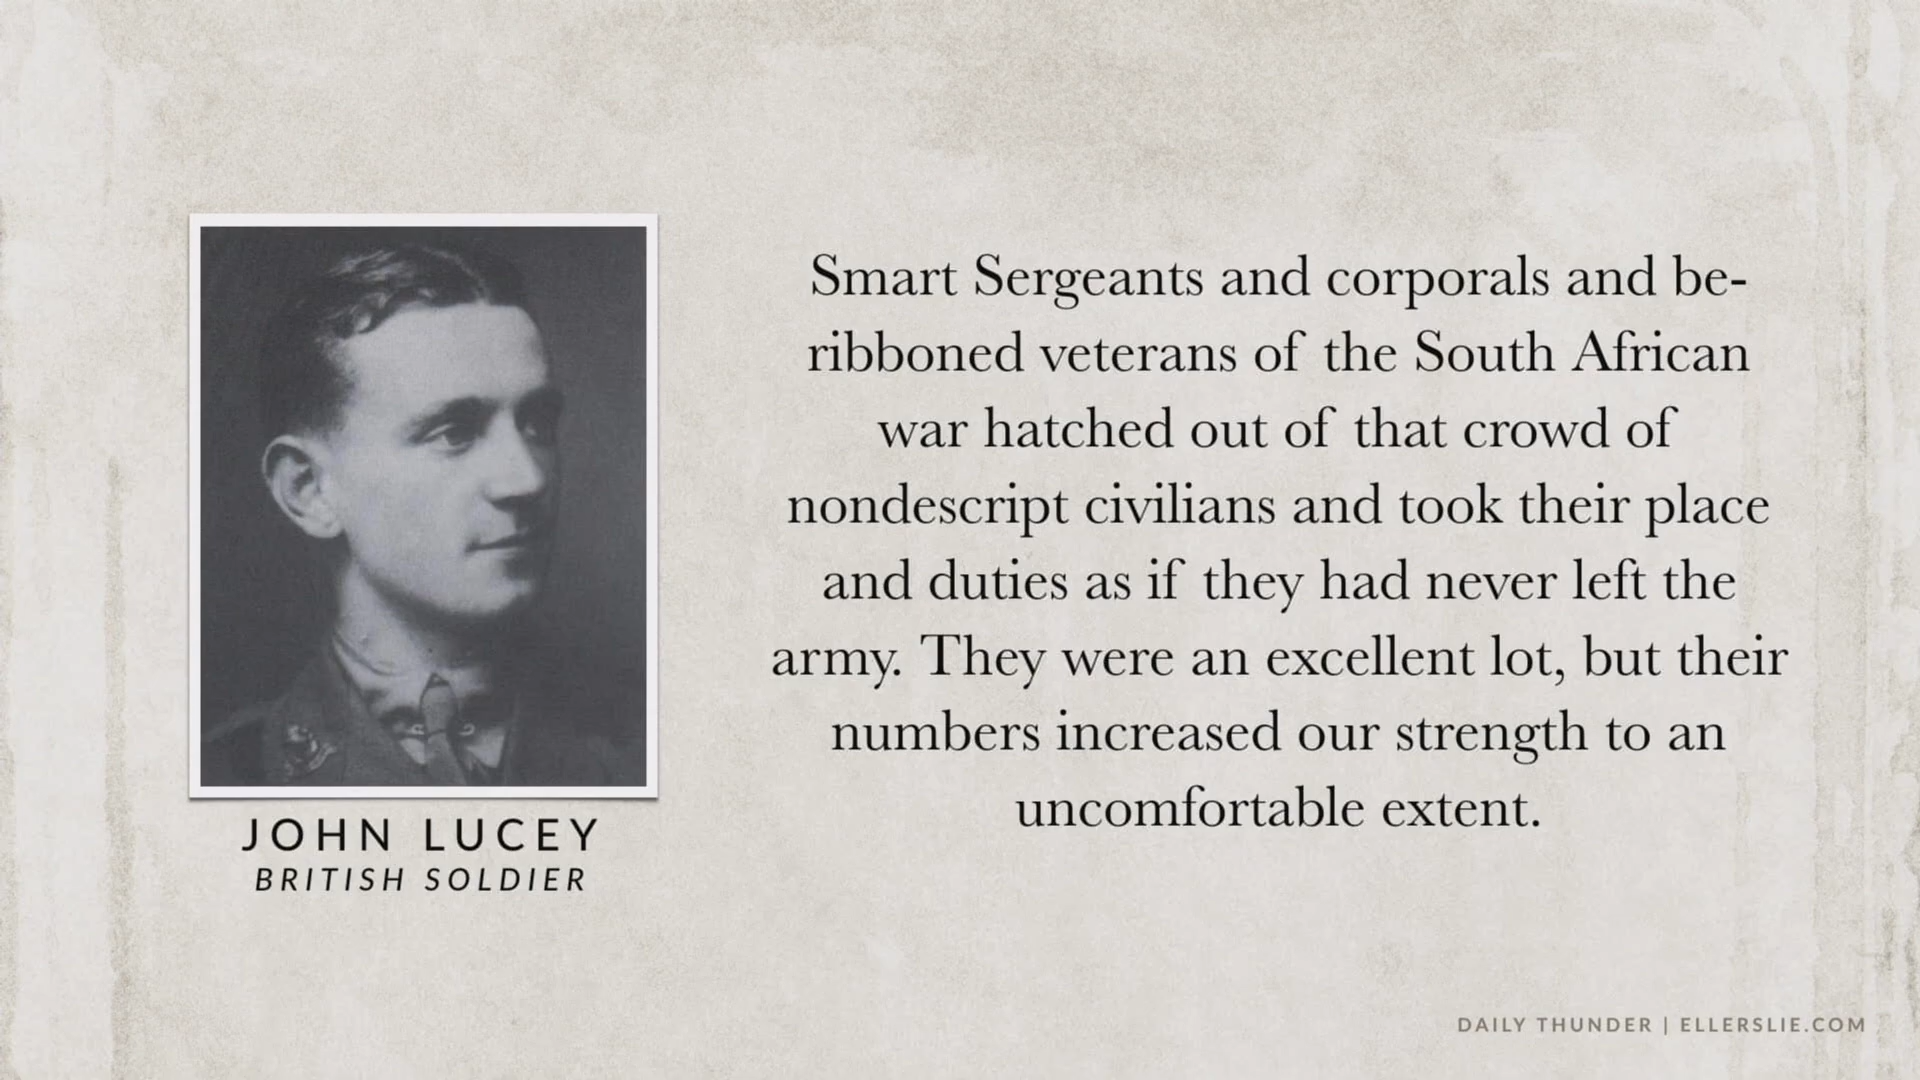 Smart Sergeants and corporals and be-
ribboned veterans of the South African
war hatched out of that crowd of
nondescript civilians and took their place
and duties as if they had never left the
army. They were an excellent lot, but their
numbers increased our strength to an
uncomfortable extent.
JOHN LUCEY
BRITISH SOLDIER
DAILY THUNDER | ELLERSLIE.COM